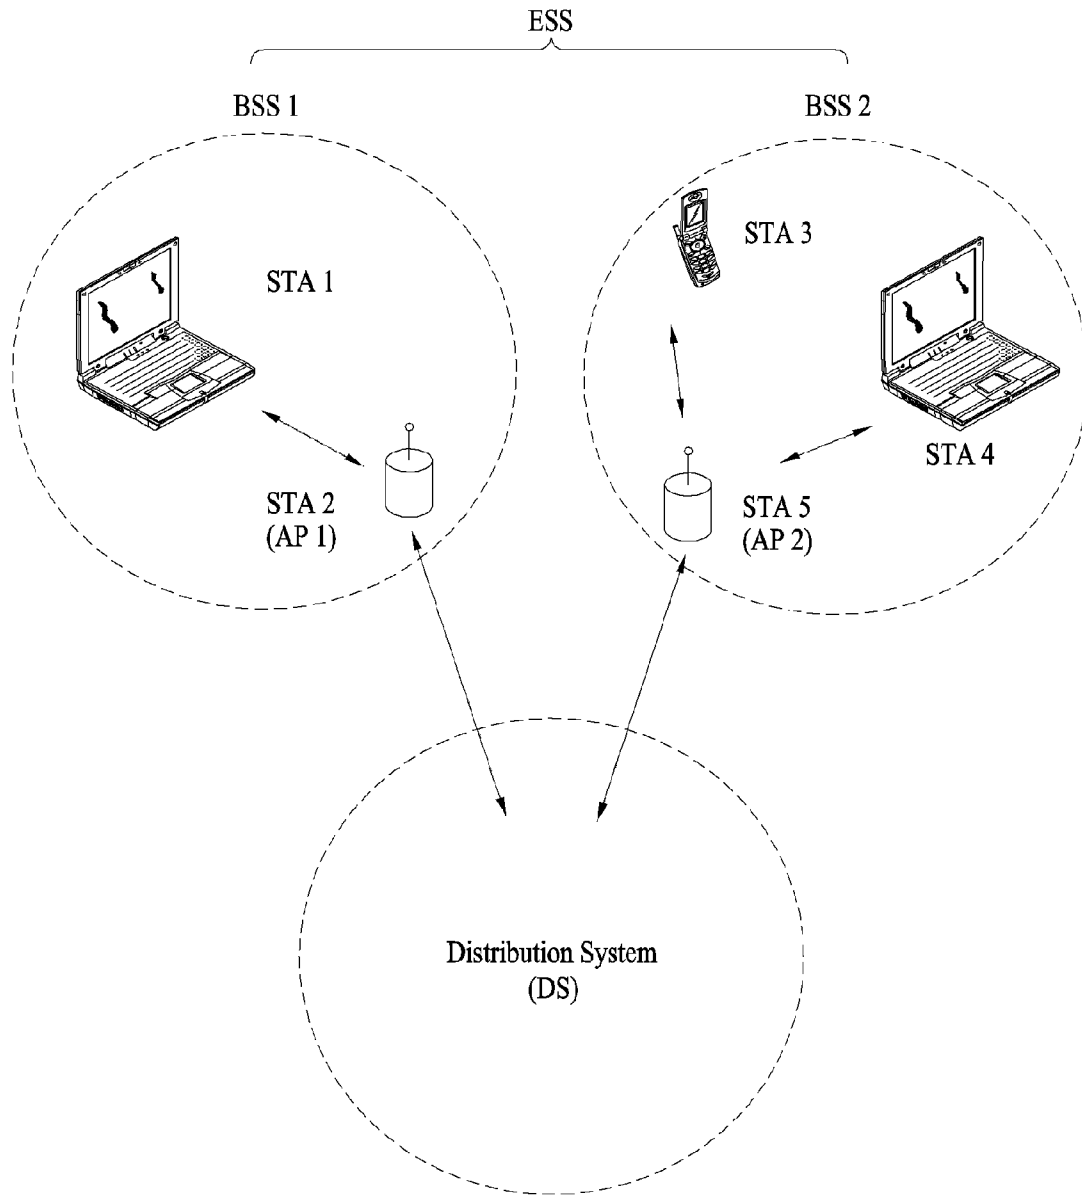 ESS
BSS 1
BSS 2
STA 1
STA 3
STA 4
STA 2
(AP 1)
STA 5
(AP 2)
Distribution System
(DS)